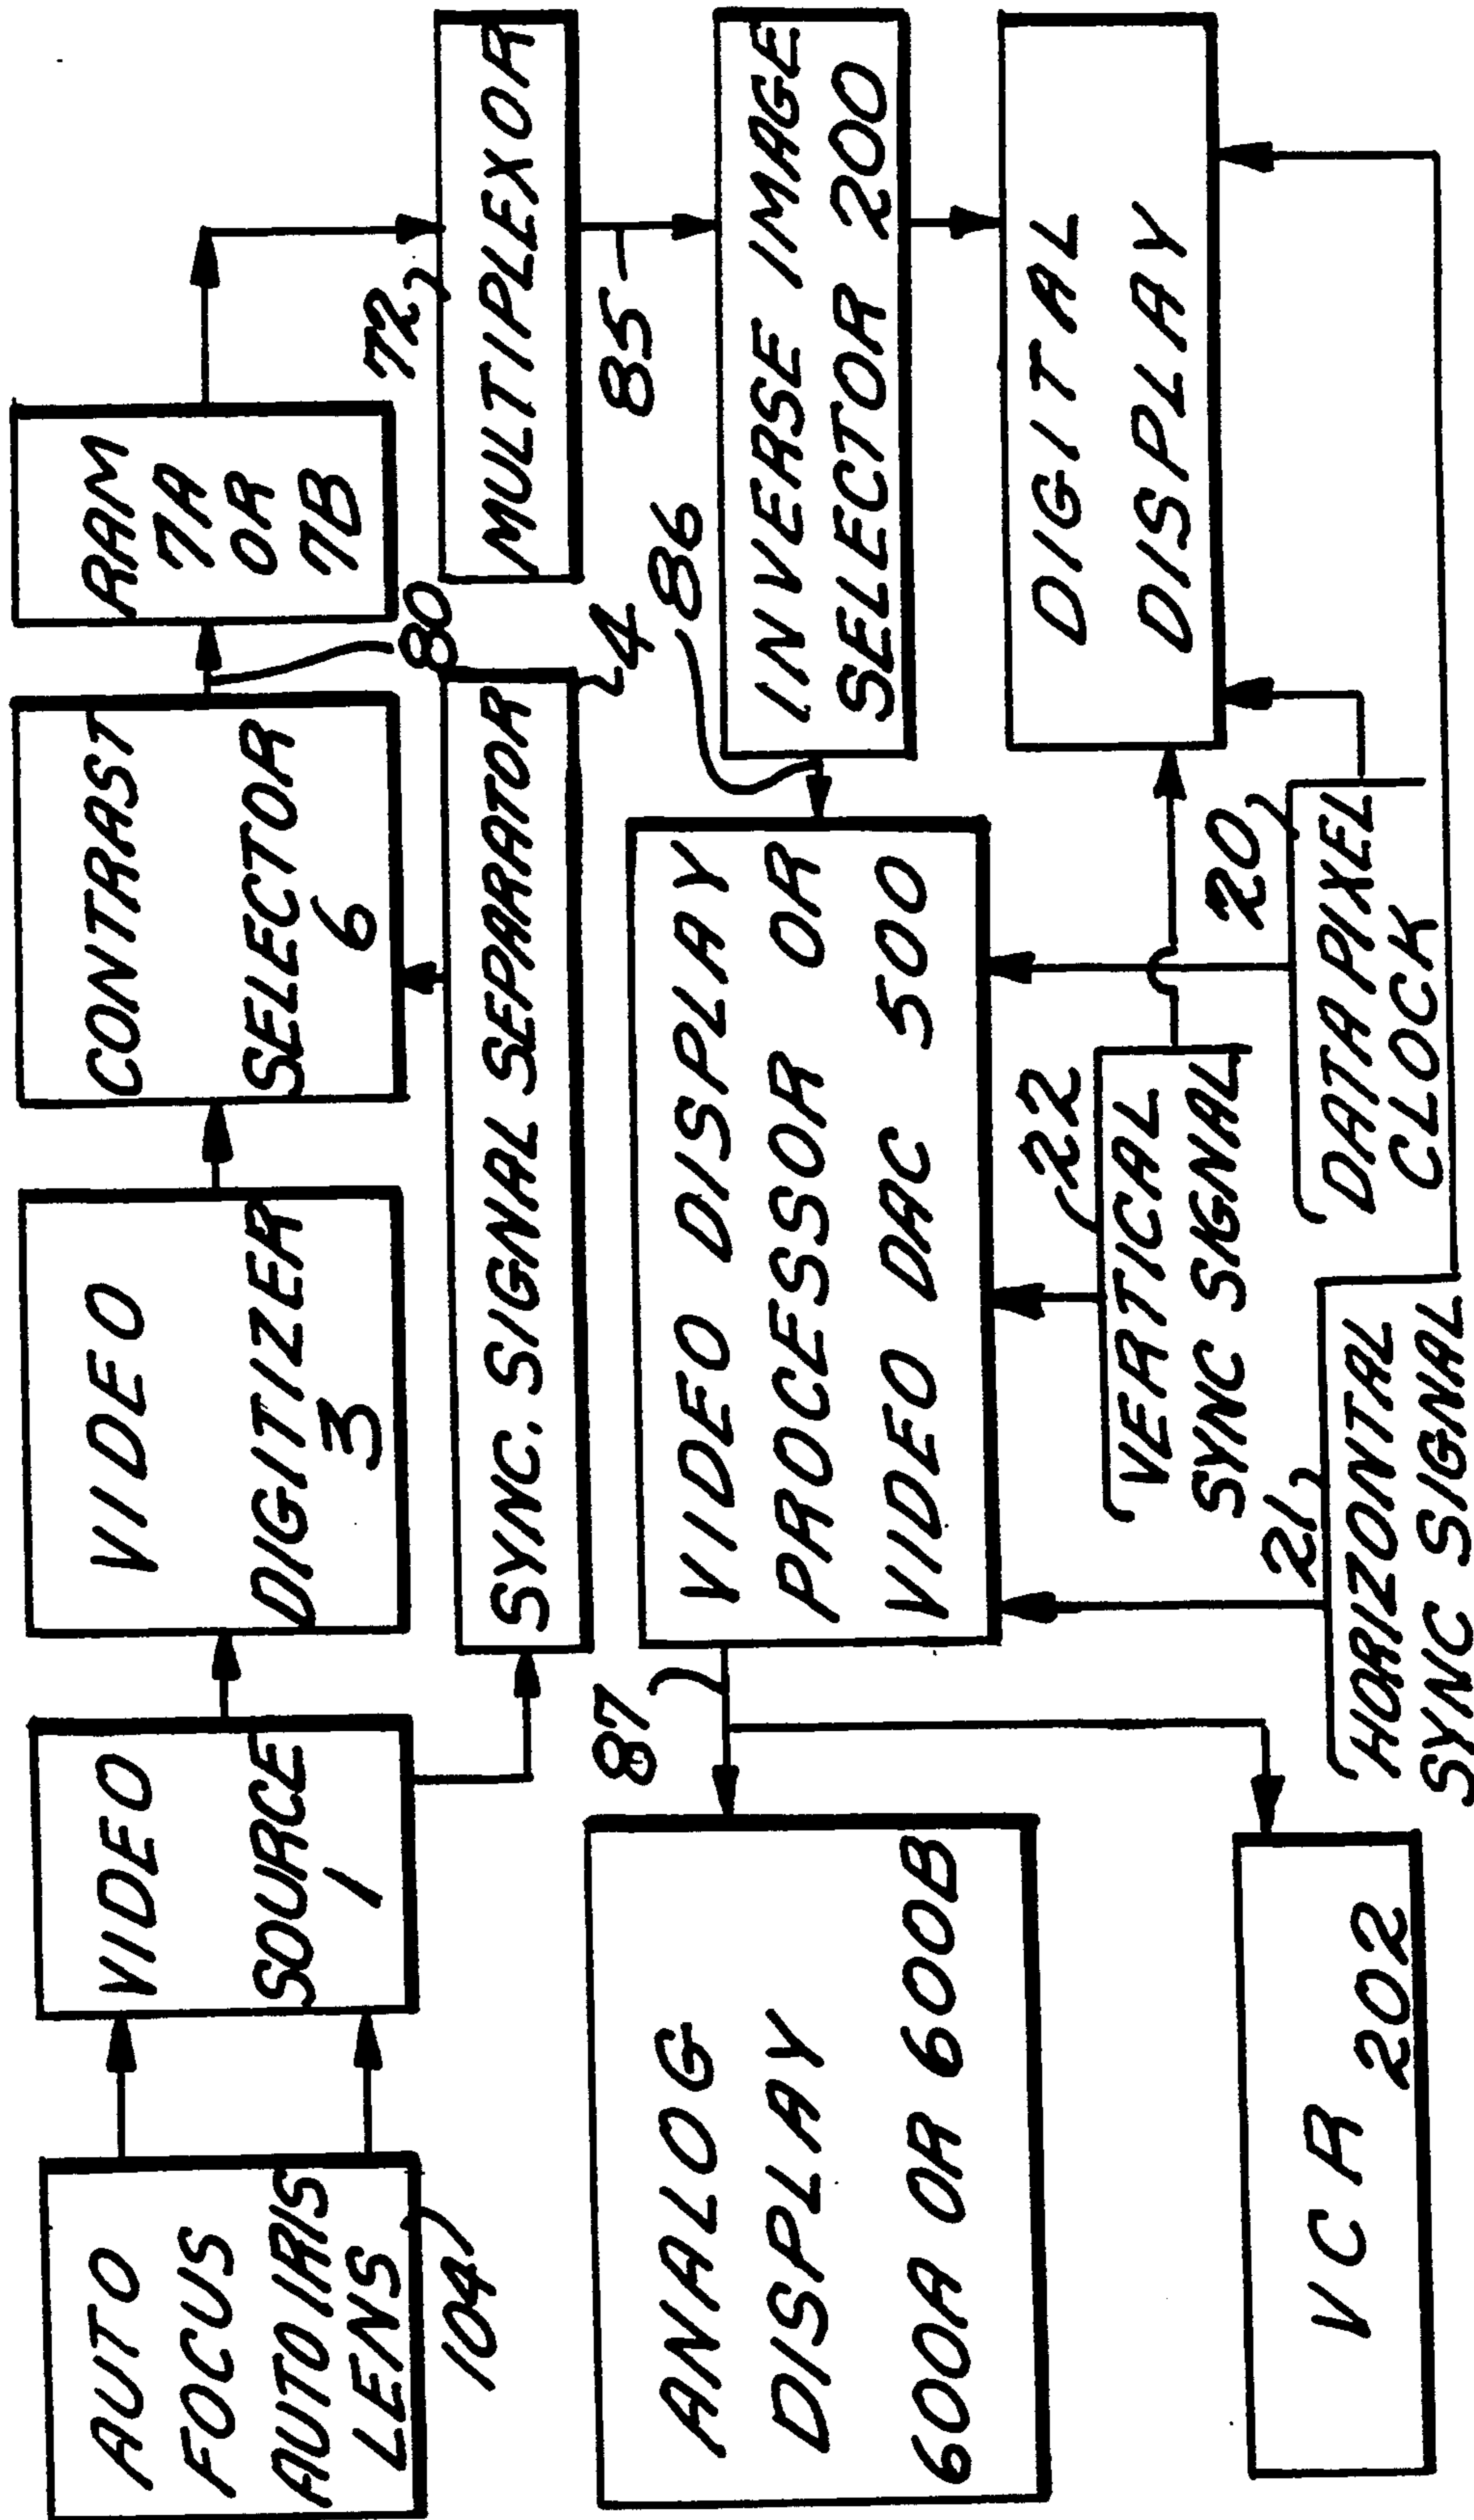 AUTO
FOCUS
AUTO IRIS
LENS
104
VIDEO
SOURCE
1
VIDEO
DIGITIZER
3
CONTRAST
SELECTOR
6
80
RAM
7A
OR
7B
72
SYNC. SIGNAL SEPARATOR
4
MULTIPLEXOR
85
86
ANALOG
DISPLAY
600A OR 600B
87
VIDEO DISPLAY
PROCESSOR OR
VIDEO DAC 500
INVERSE IMAGE
SELECTOR 200
DIGITAL
DISPLAY
VCR 202
22
VERTICAL
SYNC SIGNAL
20
DATA PIXEL
CLOCK
21
HORIZONTAL
SYNC SIGNAL